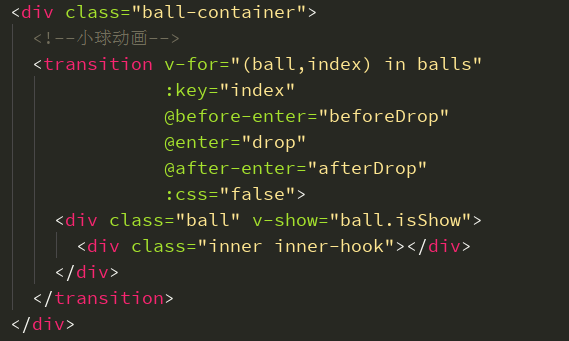 <div class="ball-container">
  <!--小球动画-->
  <transition v-for="(ball,index) in balls"
              :key="index"
              @before-enter="beforeDrop"
              @enter="drop"
              @after-enter="afterDrop"
              :css="false">
    <div class="ball" v-show="ball.isShow">
      <div class="inner inner-hook"></div>
    </div>
  </transition>
</div>